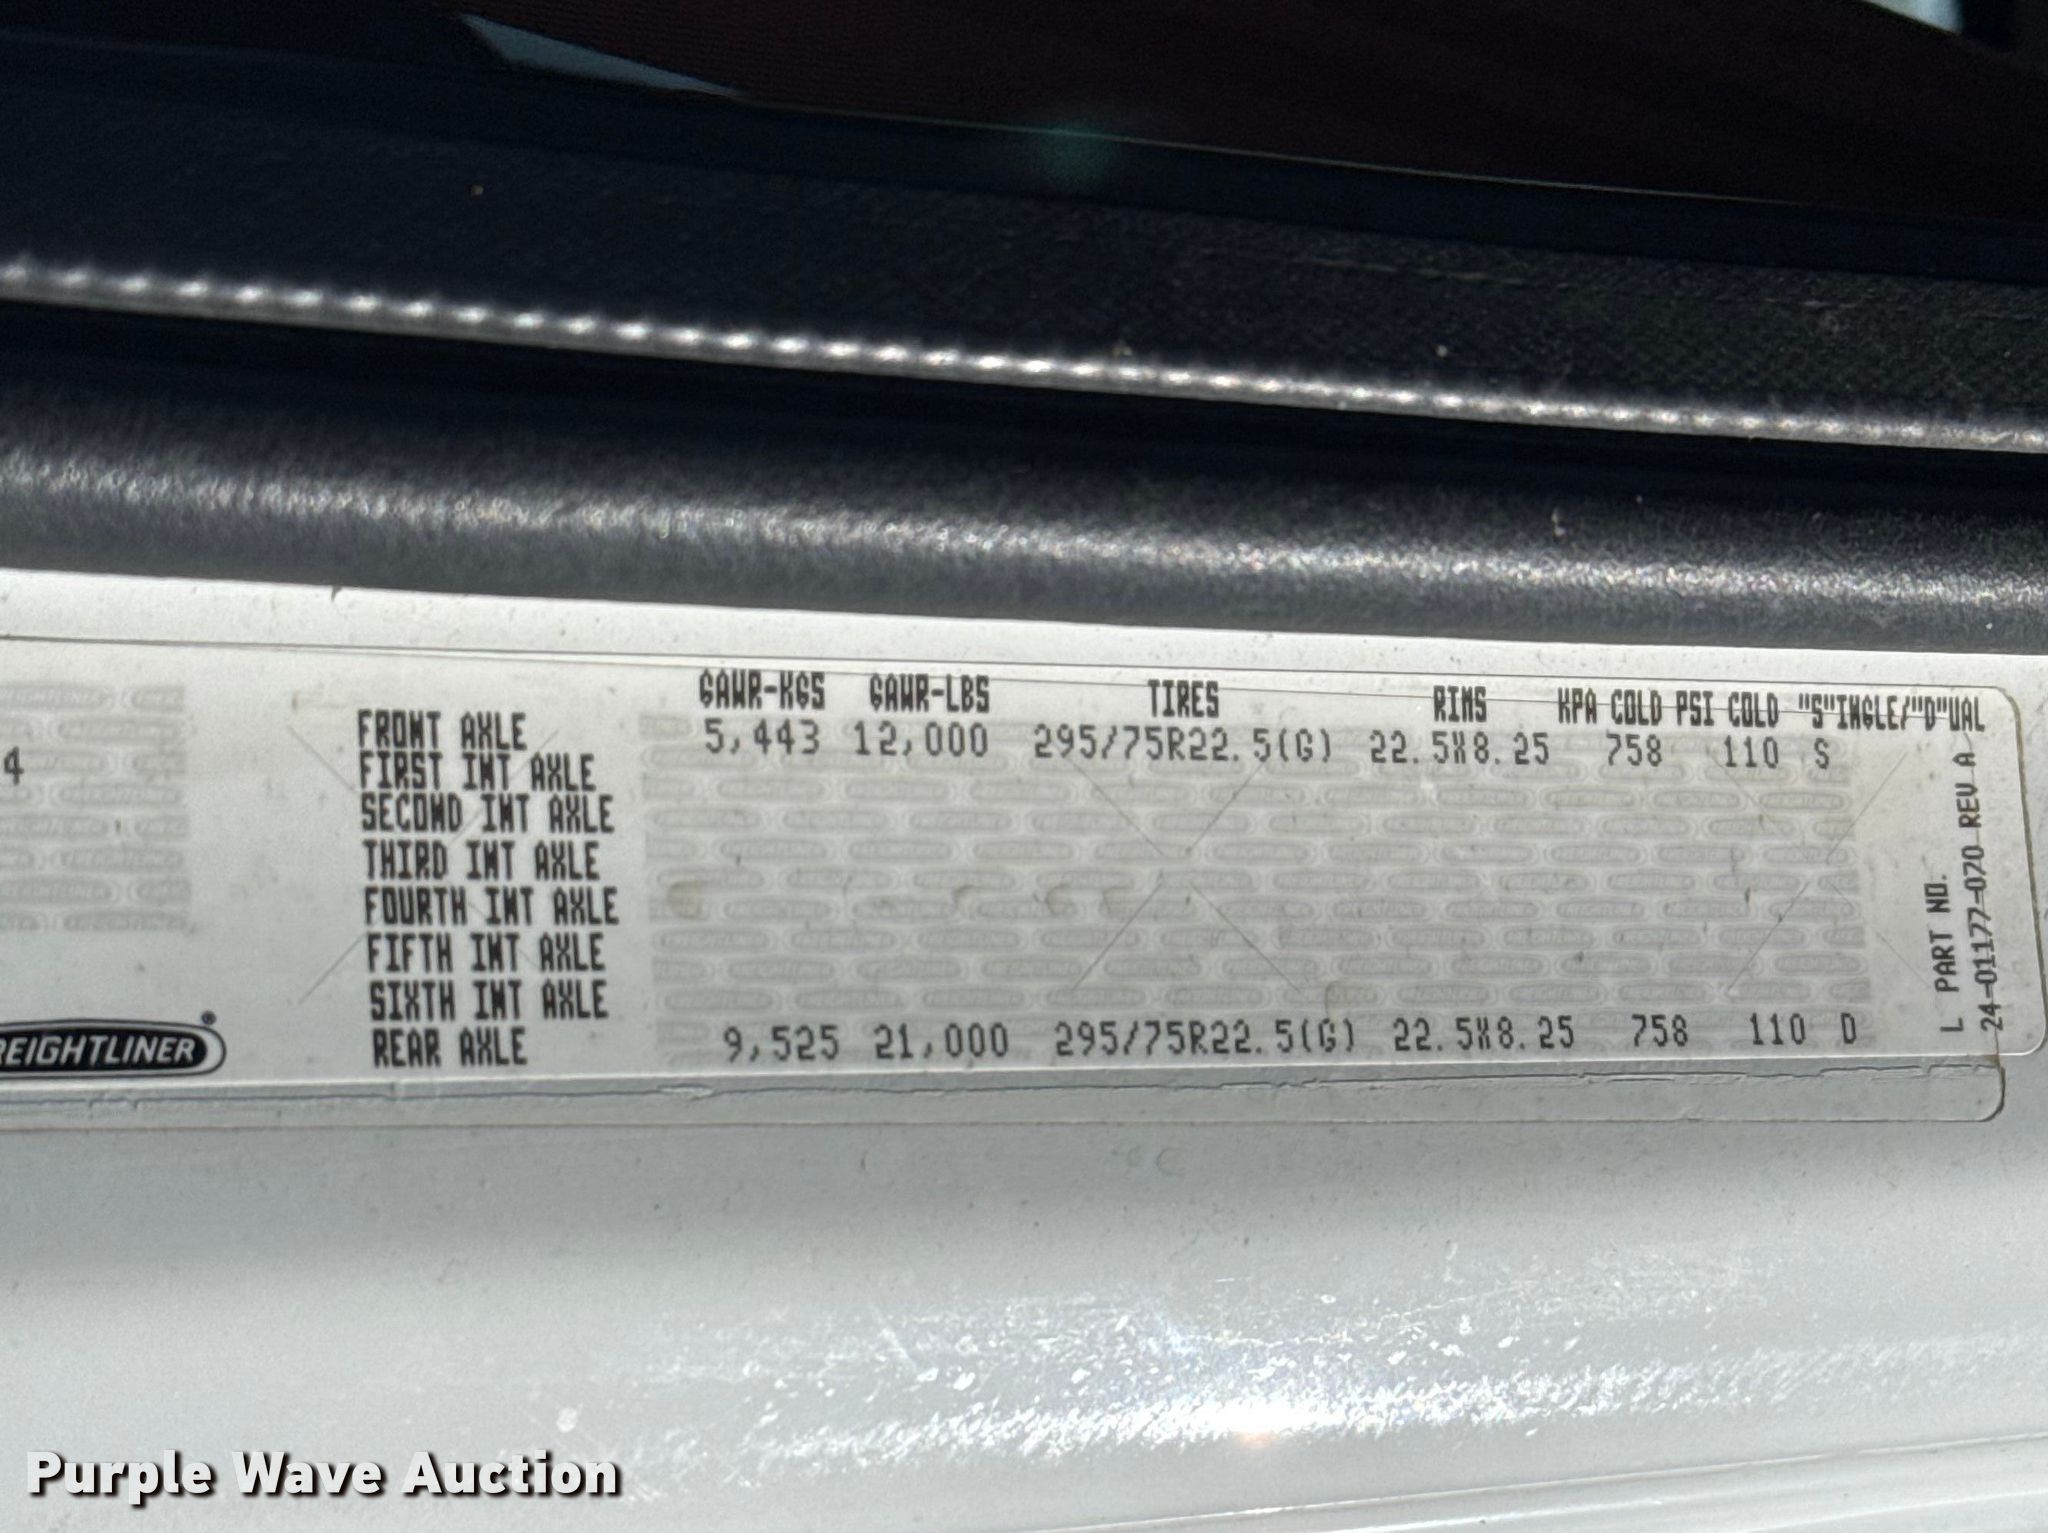 GAWR-KGS GAWR-LBS TIRES RIMS KPA COLD PSI COLD "S"INGLE/"D"UAL
FRONT AXLE 5,443 12,000 295/75R22.5(G) 22.5X8.25 758 110 S
4
FIRST INT AXLE
SECOND INT AXLE
THIRD INT AXLE
FOURTH INT AXLE
FIFTH INT AXLE
SIXTH INT AXLE
REAR AXLE 9,525 21,000 295/75R22.5(G) 22.5X8.25 758 110 D
REIGHTLINER®
L PART NO.
24-01177-070 REV A
Purple Wave Auction